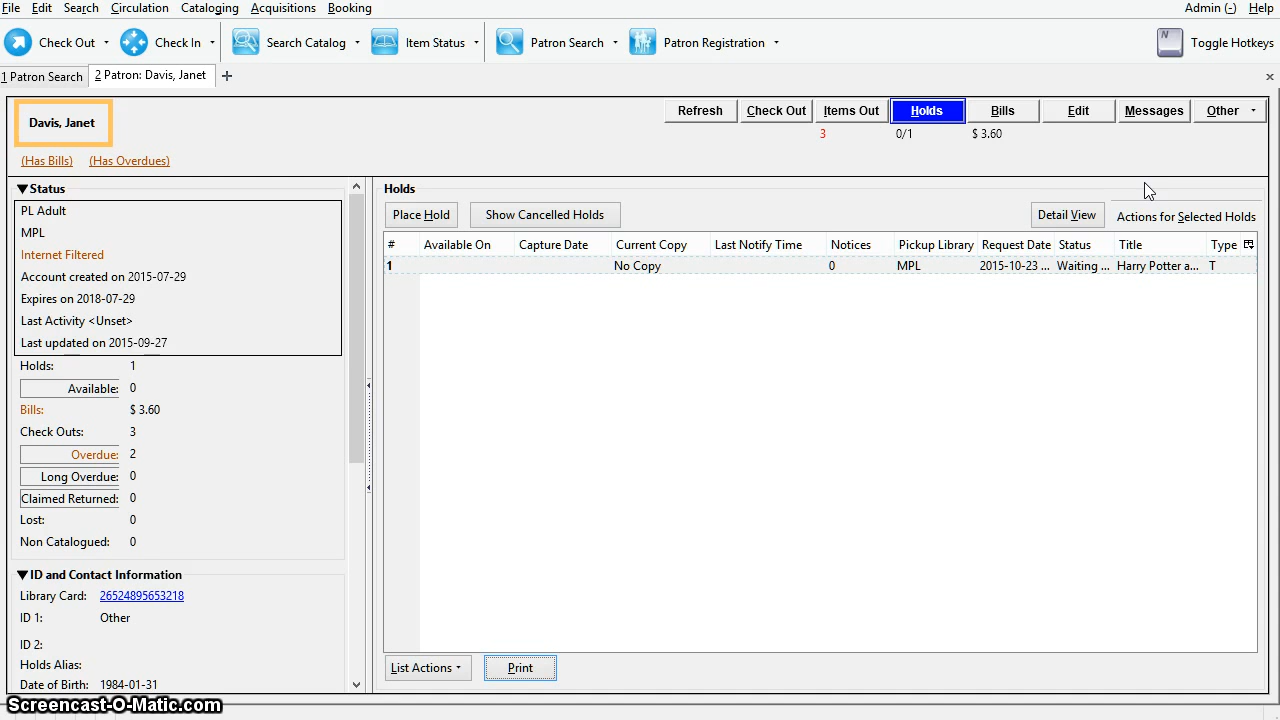 File Edit Search Circulation Cataloging Acquisitions Booking Admin (-) Help
Check Out Check In Search Catalog Item Status Patron Search Patron Registration N Toggle Hotkeys
1 Patron Search 2 Patron: Davis, Janet + ×
Davis, Janet Refresh Check Out Items Out Holds Bills Edit Messages Other
3 0/1 $ 3.60
(Has Bills) (Has Overdues)
Status
PL Adult
MPL
Internet Filtered
Account created on 2015-07-29
Expires on 2018-07-29
Last Activity <Unset>
Last updated on 2015-09-27
Holds: 1
Available: 0
Bills: $ 3.60
Check Outs: 3
Overdue: 2
Long Overdue: 0
Claimed Returned: 0
Lost: 0
Non Catalogued: 0
ID and Contact Information
Library Card: 26524895653218
ID 1: Other
ID 2:
Holds Alias:
Date of Birth: 1984-01-31
Holds
Place Hold Show Cancelled Holds Detail View Actions for Selected Holds
# Available On Capture Date Current Copy Last Notify Time Notices Pickup Library Request Date Status Title Type
1 No Copy 0 MPL 2015-10-23 ... Waiting ... Harry Potter a... T
List Actions Print
Screencast-O-Matic.com